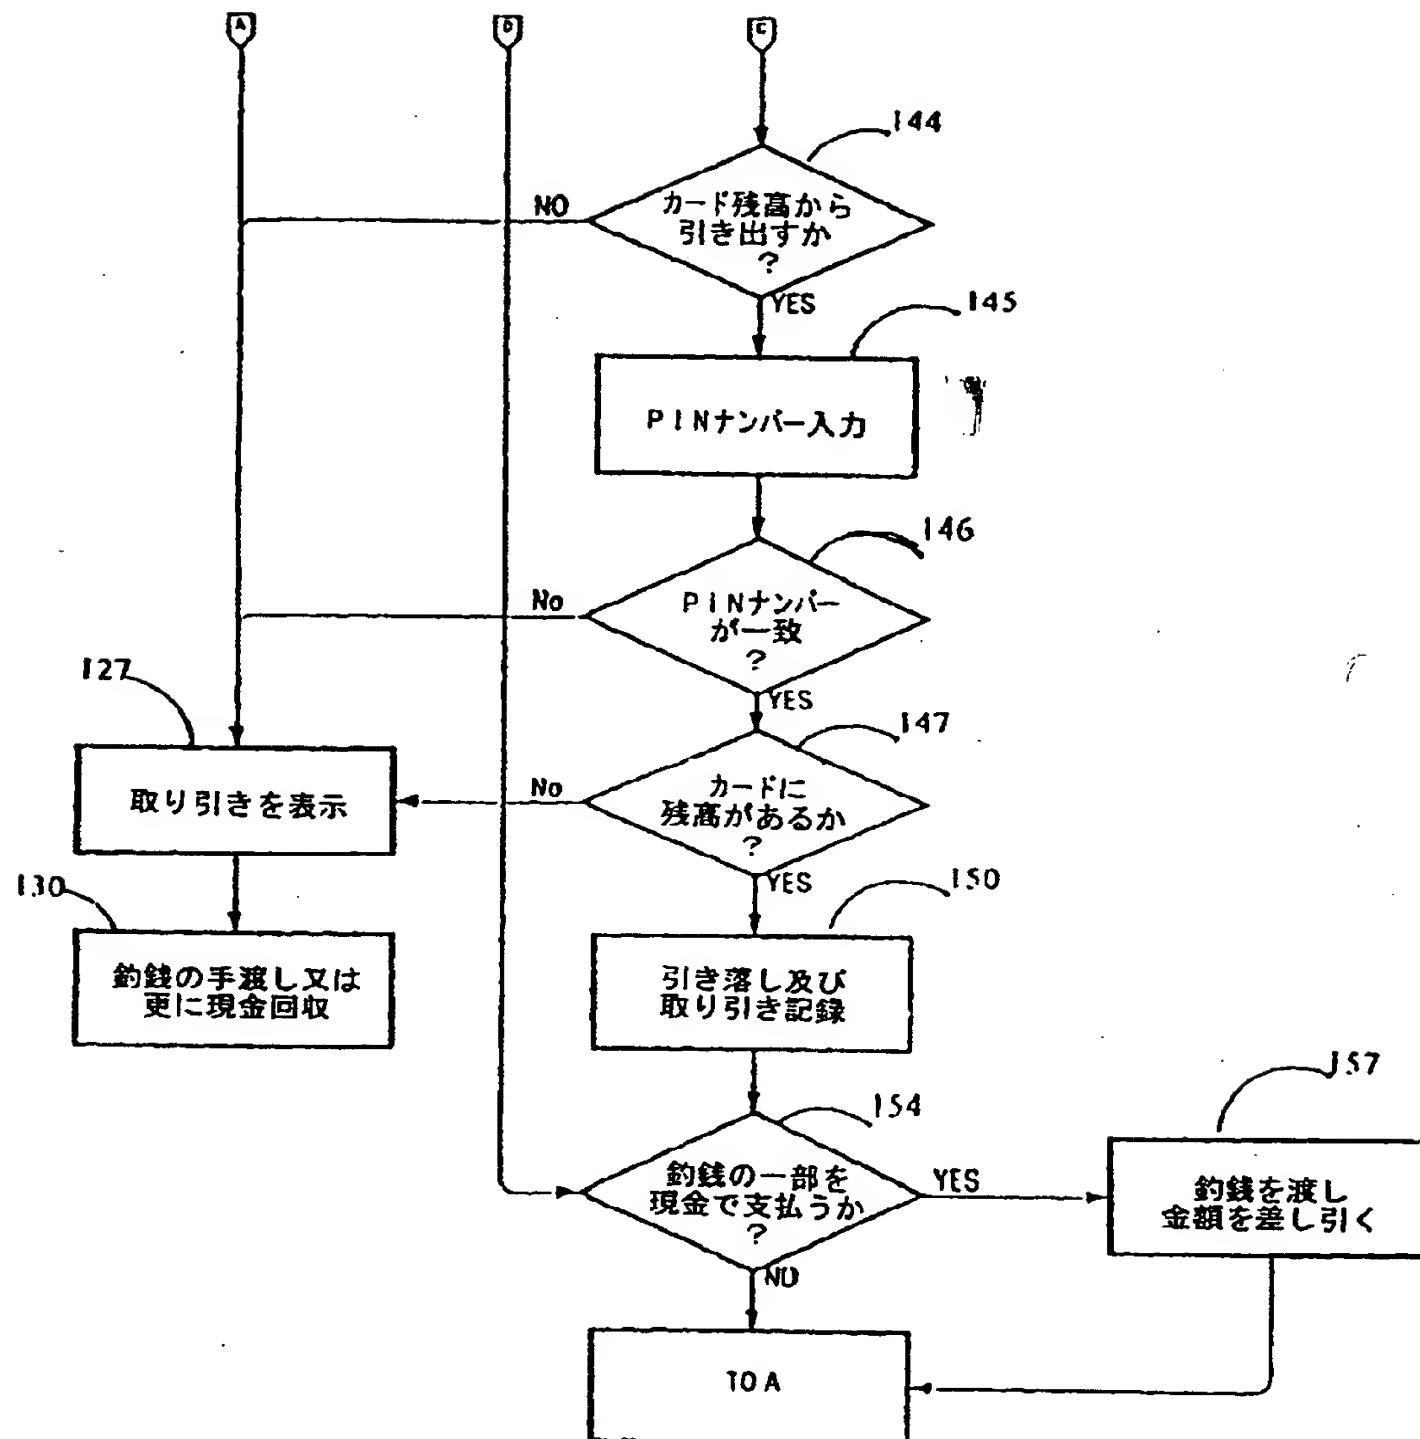 A
D
C
144
カード残高から
引き出すか
?
NO
YES
145
PINナンバー入力
146
PINナンバー
が一致
?
No
YES
127
147
取り引きを表示
カードに
残高があるか
?
No
YES
130
150
釣銭の手渡し又は
更に現金回収
引き落し及び
取り引き記録
154
157
釣銭の一部を
現金で支払うか
?
YES
NO
釣銭を渡し
金額を差し引く
TO A